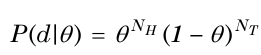 P(d|θ) = θ^{N_H} (1 − θ)^{N_T}